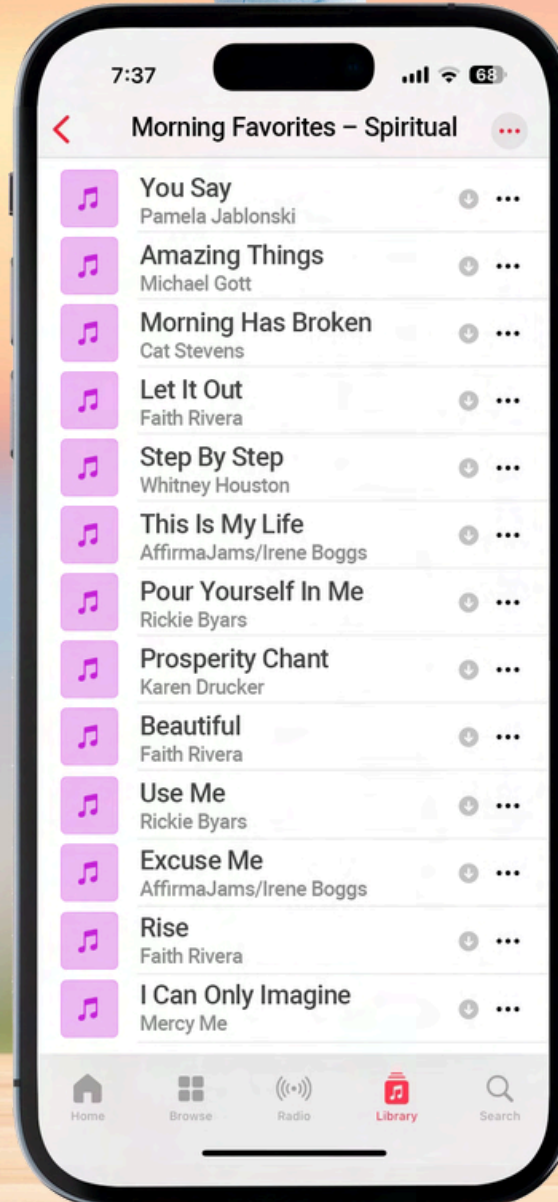 7:37
68
Morning Favorites – Spiritual
You Say
Pamela Jablonski
Amazing Things
Michael Gott
Morning Has Broken
Cat Stevens
Let It Out
Faith Rivera
Step By Step
Whitney Houston
This Is My Life
AffirmaJams/Irene Boggs
Pour Yourself In Me
Rickie Byars
Prosperity Chant
Karen Drucker
Beautiful
Faith Rivera
Use Me
Rickie Byars
Excuse Me
AffirmaJams/Irene Boggs
Rise
Faith Rivera
I Can Only Imagine
Mercy Me
Home
Browse
Radio
Library
Search